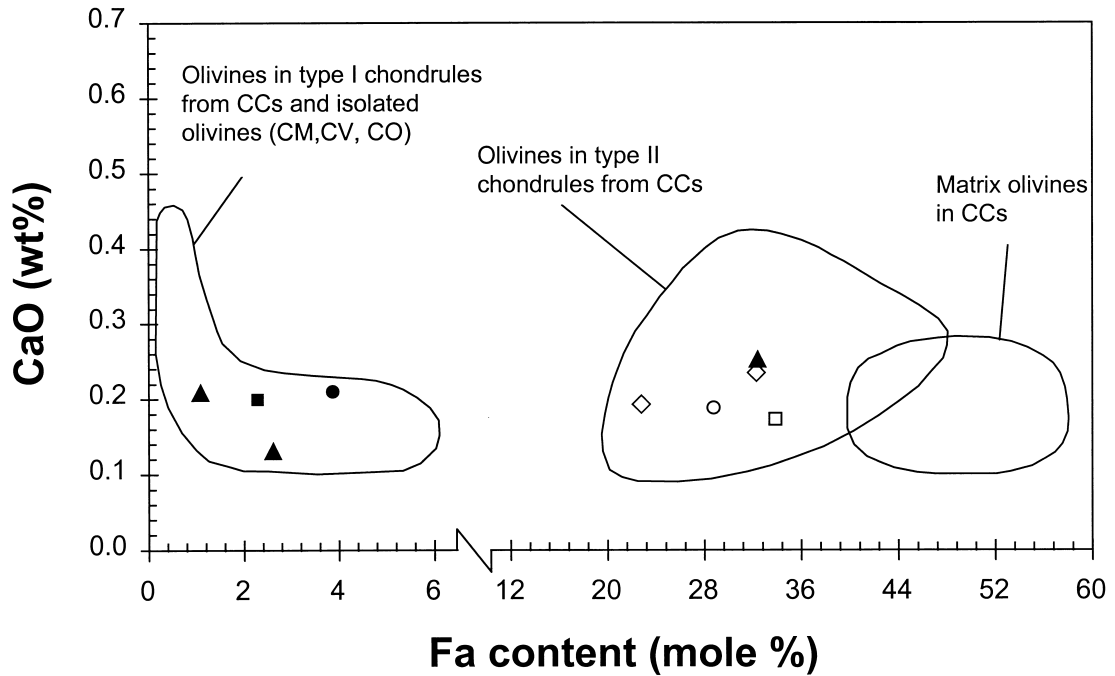 0.7
0.6
0.5
0.4
0.3
0.2
0.1
0.0
CaO (wt%)
Olivines in type I chondrules
from CCs and isolated
olivines (CM,CV, CO)
Olivines in type II
chondrules from CCs
Matrix olivines
in CCs
0 2 4 6 12 20 28 36 44 52 60
Fa content (mole %)